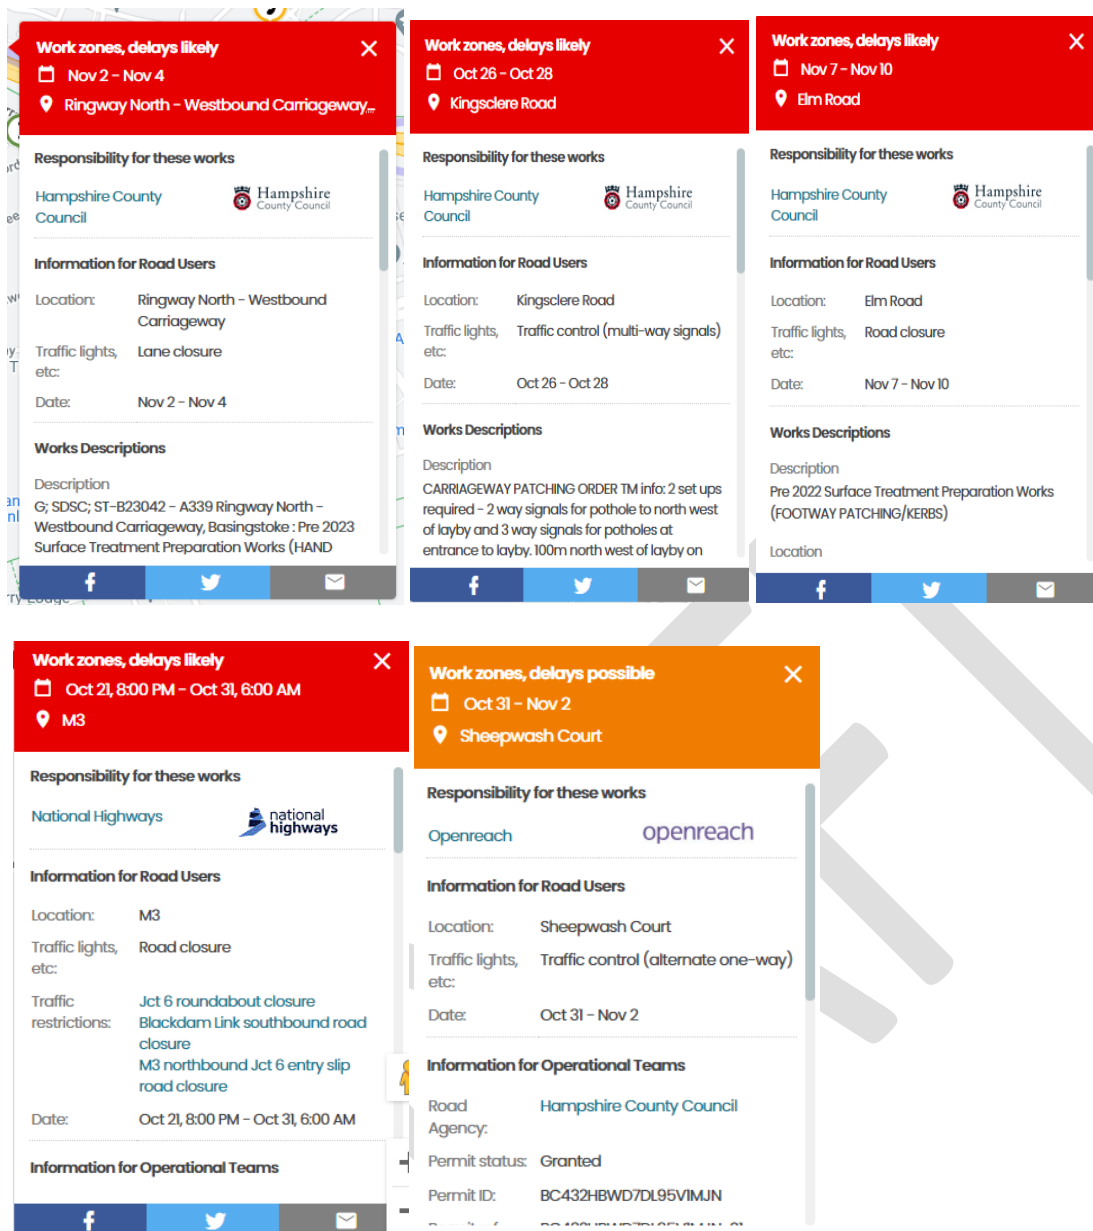 Work zones, delays likely
Nov 2 - Nov 4
Ringway North - Westbound Carriageway...
Responsibility for these works
Hampshire County
Council
Hampshire
County Council
Information for Road Users
Location: Ringway North - Westbound
Carriageway
Traffic lights, Lane closure
etc:
Date: Nov 2 - Nov 4
Works Descriptions
Description
G; SDSC; ST-B23042 - A339 Ringway North -
Westbound Carriageway, Basingstoke : Pre 2023
Surface Treatment Preparation Works (HAND
Work zones, delays likely
Oct 26 - Oct 28
Kingsclere Road
Responsibility for these works
Hampshire County
Council
Hampshire
County Council
Information for Road Users
Location: Kingsclere Road
Traffic lights, Traffic control (multi-way signals)
etc:
Date: Oct 26 - Oct 28
Works Descriptions
Description
CARRIAGEWAY PATCHING ORDER TM info: 2 set ups
required - 2 way signals for pothole to north west
of layby and 3 way signals for potholes at
entrance to layby. 100m north west of layby on
Work zones, delays likely
Nov 7 - Nov 10
Elm Road
Responsibility for these works
Hampshire County
Council
Hampshire
County Council
Information for Road Users
Location: Elm Road
Traffic lights, Road closure
etc:
Date: Nov 7 - Nov 10
Works Descriptions
Description
Pre 2022 Surface Treatment Preparation Works
(FOOTWAY PATCHING/KERBS)
Location
Work zones, delays likely
Oct 21, 8:00 PM - Oct 31, 6:00 AM
M3
Responsibility for these works
National Highways
national
highways
Information for Road Users
Location: M3
Traffic lights, Road closure
etc:
Traffic Jct 6 roundabout closure
restrictions: Blackdam Link southbound road
closure
M3 northbound Jct 6 entry slip
road closure
Date: Oct 21, 8:00 PM - Oct 31, 6:00 AM
Information for Operational Teams
Work zones, delays possible
Oct 31 - Nov 2
Sheepwash Court
Responsibility for these works
Openreach
openreach
Information for Road Users
Location: Sheepwash Court
Traffic lights, Traffic control (alternate one-way)
etc:
Date: Oct 31 - Nov 2
Information for Operational Teams
Road Hampshire County Council
Agency:
Permit status: Granted
Permit ID: BC432HBWD7DL95V1MJN